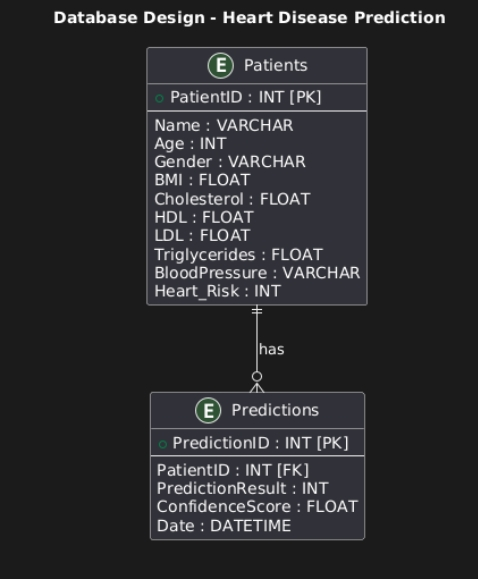 Database Design - Heart Disease Prediction
E Patients
PatientID : INT [PK]
Name : VARCHAR
Age : INT
Gender : VARCHAR
BMI : FLOAT
Cholesterol : FLOAT
HDL : FLOAT
LDL : FLOAT
Triglycerides : FLOAT
BloodPressure : VARCHAR
Heart_Risk : INT
has
E Predictions
PredictionID : INT [PK]
PatientID : INT [FK]
PredictionResult : INT
ConfidenceScore : FLOAT
Date : DATETIME